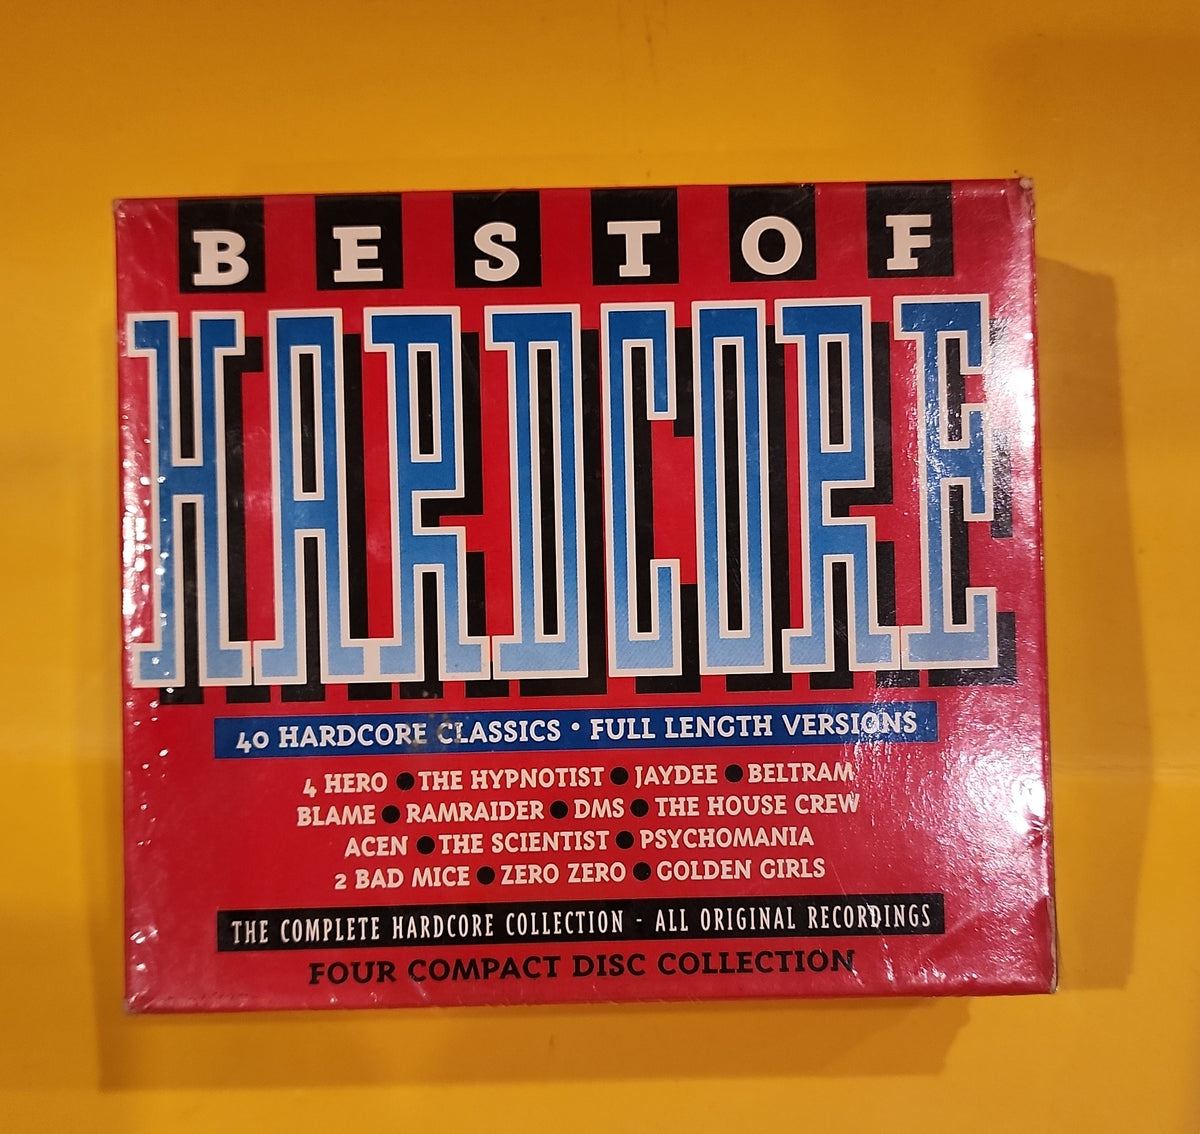 BEST OF
HARDCORE
40 HARDCORE CLASSICS • FULL LENGTH VERSIONS
4 HERO ● THE HYPNOTIST ● JAYDEE ● BELTRAM
BLAME ● RAMRAIDER ● DMS ● THE HOUSE CREW
ACEN ● THE SCIENTIST ● PSYCHOMANIA
2 BAD MICE ● ZERO ZERO ● GOLDEN GIRLS
THE COMPLETE HARDCORE COLLECTION - ALL ORIGINAL RECORDINGS
FOUR COMPACT DISC COLLECTION